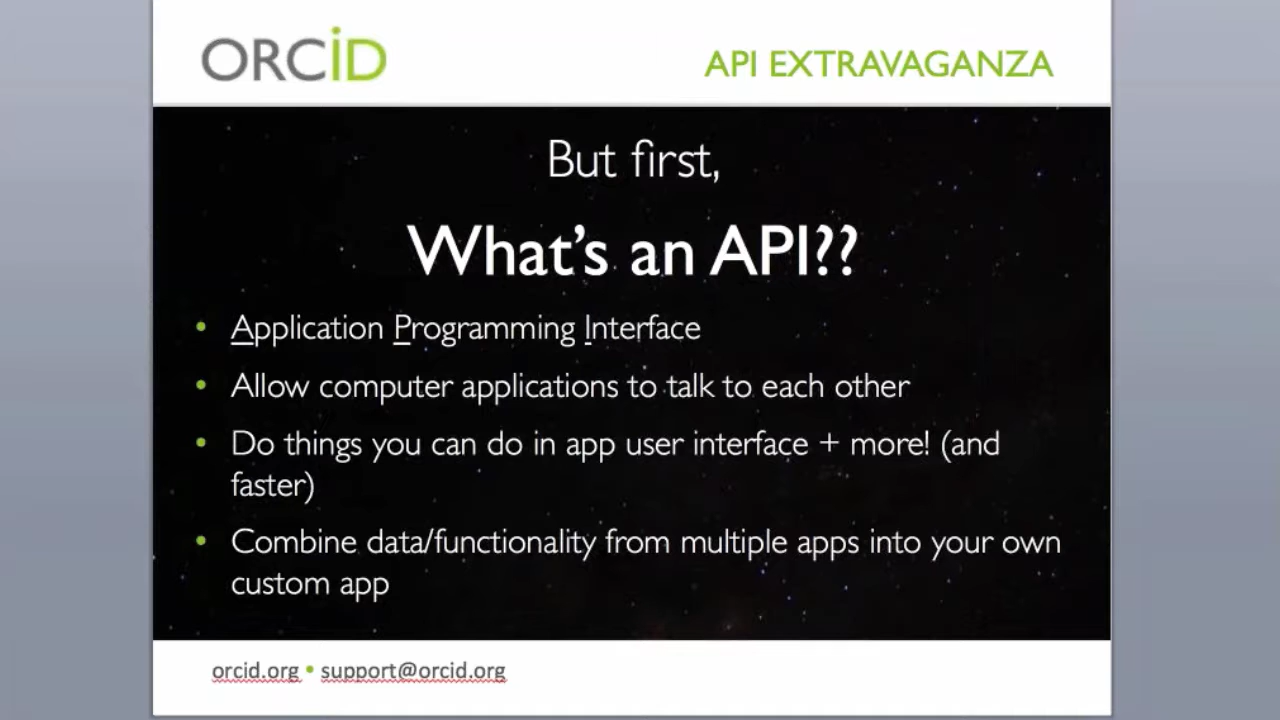 ORCiD
API EXTRAVAGANZA
But first,
What's an API??
• Application Programming Interface
• Allow computer applications to talk to each other
• Do things you can do in app user interface + more! (and
faster)
• Combine data/functionality from multiple apps into your own
custom app
orcid.org • support@orcid.org